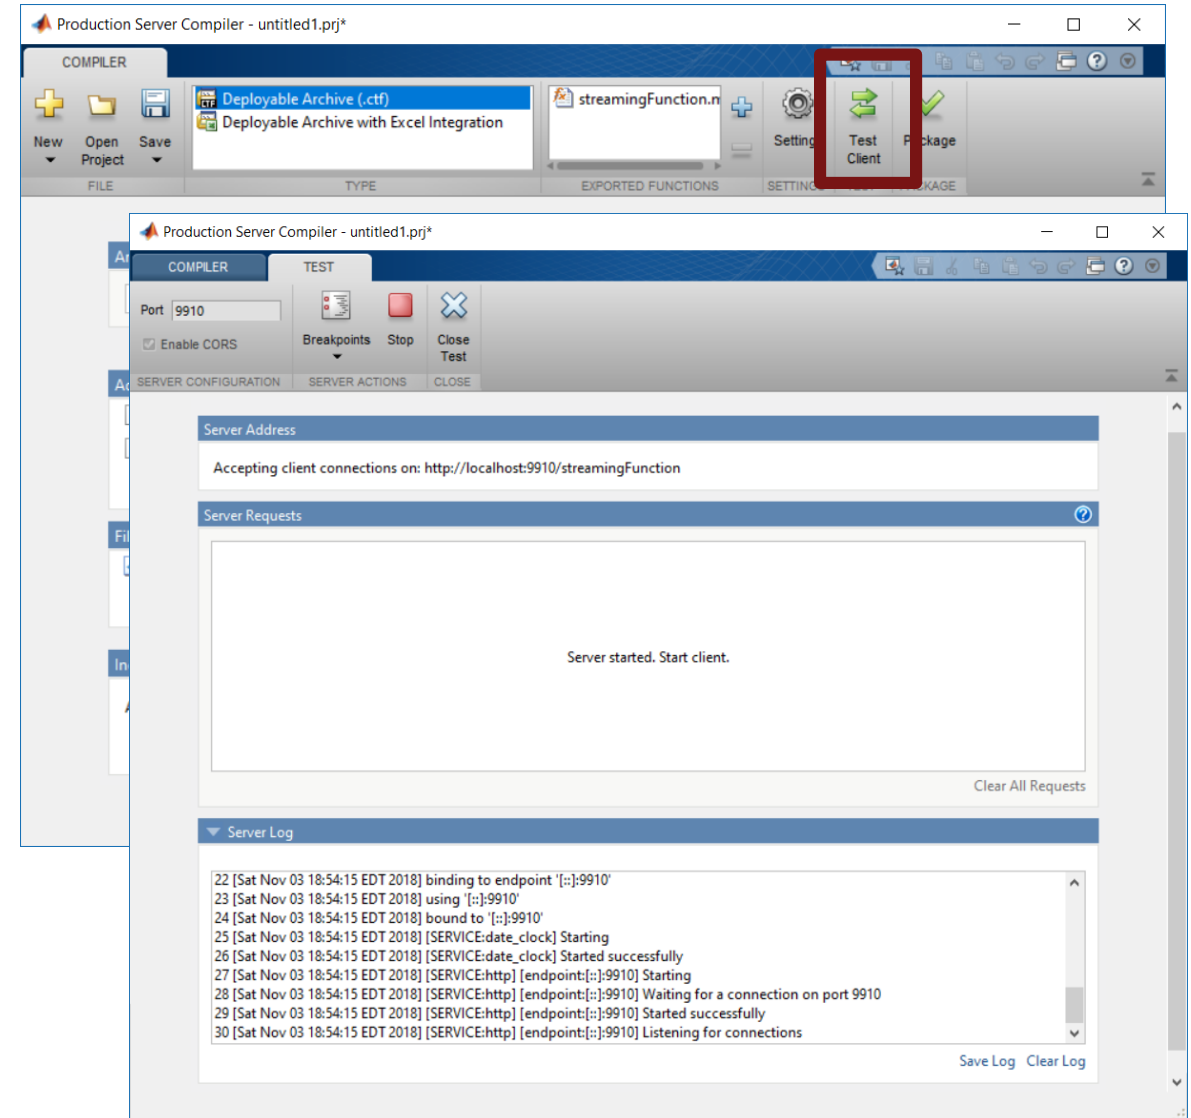 Production Server Compiler - untitled1.prj*
COMPILER
New
Open
Project
Save
FILE
Deployable Archive (.ctf)
Deployable Archive with Excel Integration
TYPE
streamingFunction.m
EXPORTED FUNCTIONS
Setting
SETTING
Test
Client
Package
Production Server Compiler - untitled1.prj*
COMPILER
TEST
Port 9910
Enable CORS
SERVER CONFIGURATION
Breakpoints
Stop
SERVER ACTIONS
Close
Test
CLOSE
Server Address
Accepting client connections on: http://localhost:9910/streamingFunction
Server Requests
Server started. Start client.
Clear All Requests
Server Log
22 [Sat Nov 03 18:54:15 EDT 2018] binding to endpoint '[::]:9910'
23 [Sat Nov 03 18:54:15 EDT 2018] using '[::]:9910'
24 [Sat Nov 03 18:54:15 EDT 2018] bound to '[::]:9910'
25 [Sat Nov 03 18:54:15 EDT 2018] [SERVICE:date_clock] Starting
26 [Sat Nov 03 18:54:15 EDT 2018] [SERVICE:date_clock] Started successfully
27 [Sat Nov 03 18:54:15 EDT 2018] [SERVICE:http] [endpoint:[::]:9910] Starting
28 [Sat Nov 03 18:54:15 EDT 2018] [SERVICE:http] [endpoint:[::]:9910] Waiting for a connection on port 9910
29 [Sat Nov 03 18:54:15 EDT 2018] [SERVICE:http] [endpoint:[::]:9910] Started successfully
30 [Sat Nov 03 18:54:15 EDT 2018] [SERVICE:http] [endpoint:[::]:9910] Listening for connections
Save Log Clear Log